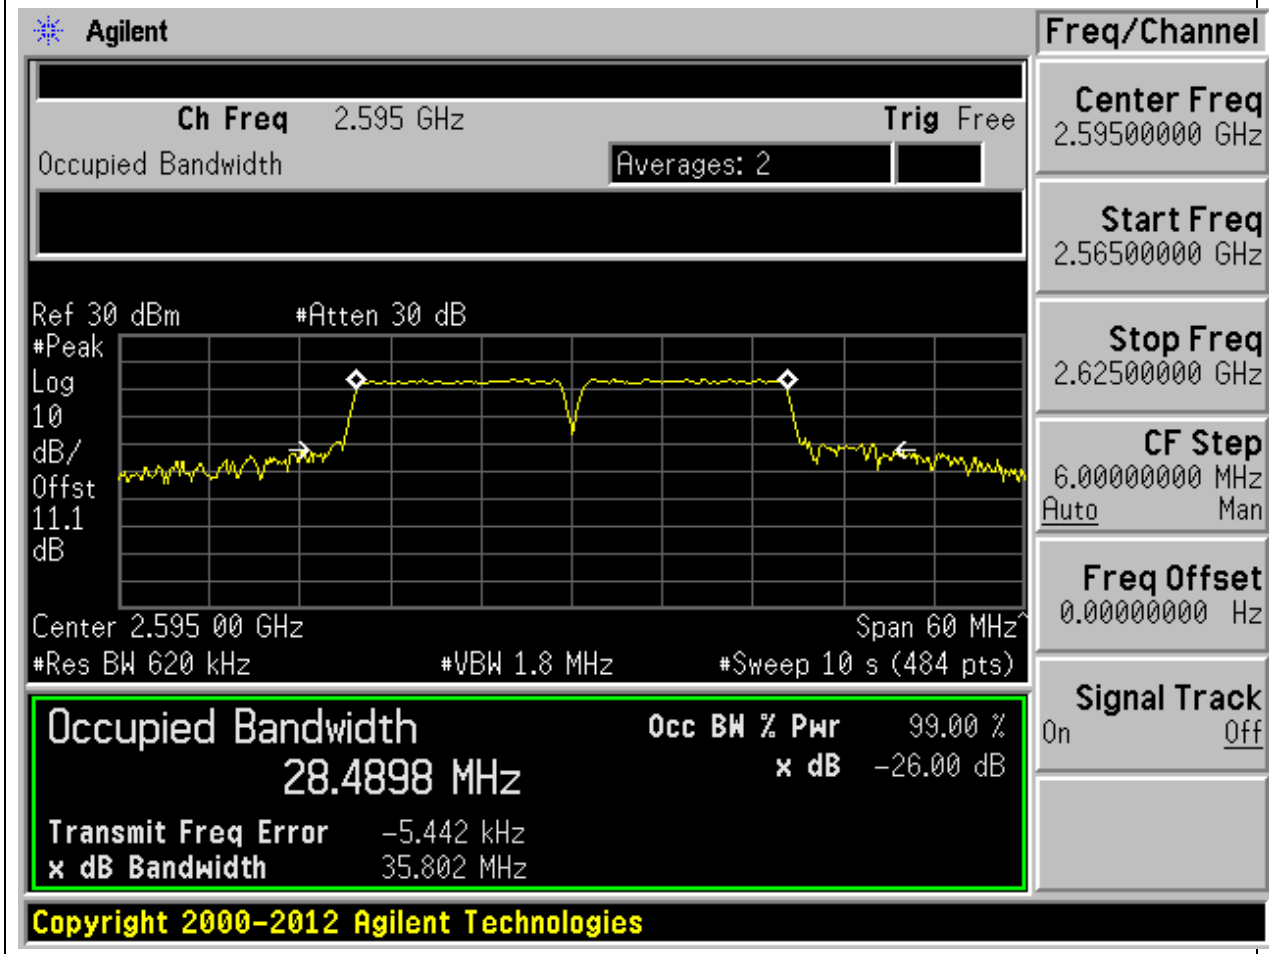 Agilent
Freq/Channel
Ch Freq 2.595 GHz Trig Free
Occupied Bandwidth Averages: 2
Center Freq
2.59500000 GHz
Start Freq
2.56500000 GHz
Stop Freq
2.62500000 GHz
CF Step
6.00000000 MHz
Auto Man
Freq Offset
0.00000000 Hz
Signal Track
On Off
Ref 30 dBm #Atten 30 dB
#Peak
Log
10
dB/
Offst
11.1
dB
Center 2.595 00 GHz Span 60 MHz^
#Res BW 620 kHz #VBW 1.8 MHz #Sweep 10 s (484 pts)
Occupied Bandwidth Occ BW % Pwr 99.00 %
28.4898 MHz x dB -26.00 dB
Transmit Freq Error -5.442 kHz
x dB Bandwidth 35.802 MHz
Copyright 2000-2012 Agilent Technologies